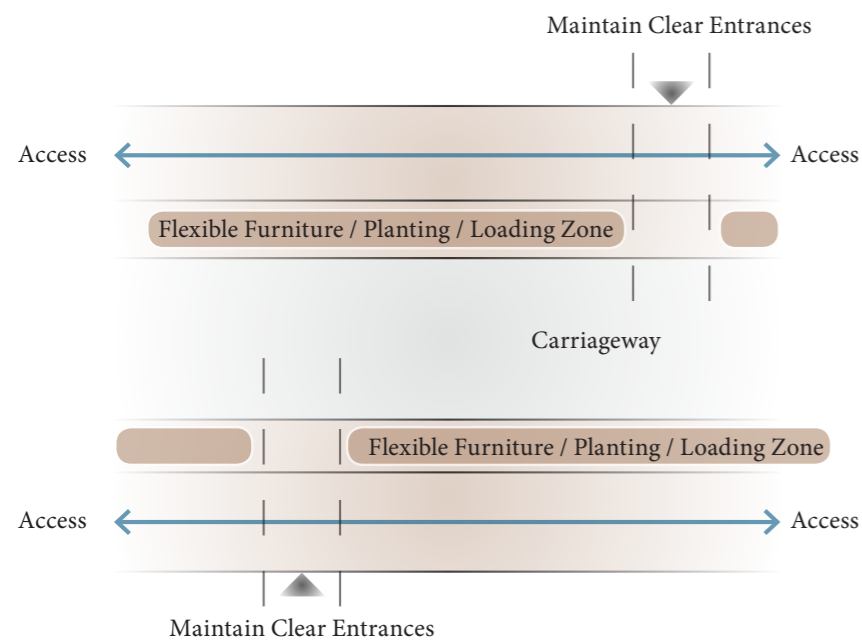 Maintain Clear Entrances
Access
Access
Flexible Furniture / Planting / Loading Zone
Carriageway
Flexible Furniture / Planting / Loading Zone
Access
Access
Maintain Clear Entrances